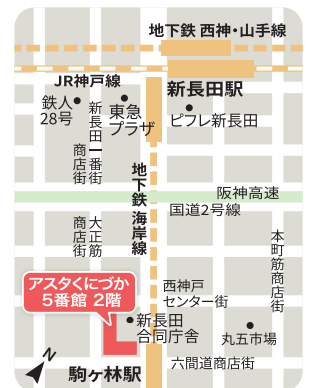 地下鉄 西神・山手線
JR神戸線
新長田駅
鉄人
28号
新長田一番街
商店街
東急
プラザ
ピフレ新長田
地下鉄 海岸線
阪神高速
国道2号線
大正筋
商店街
本町筋商店街
アスタくにづか
5番館 2階
西神戸
センター街
新長田
合同庁舎
丸五市場
六間道商店街
駒ヶ林駅
N